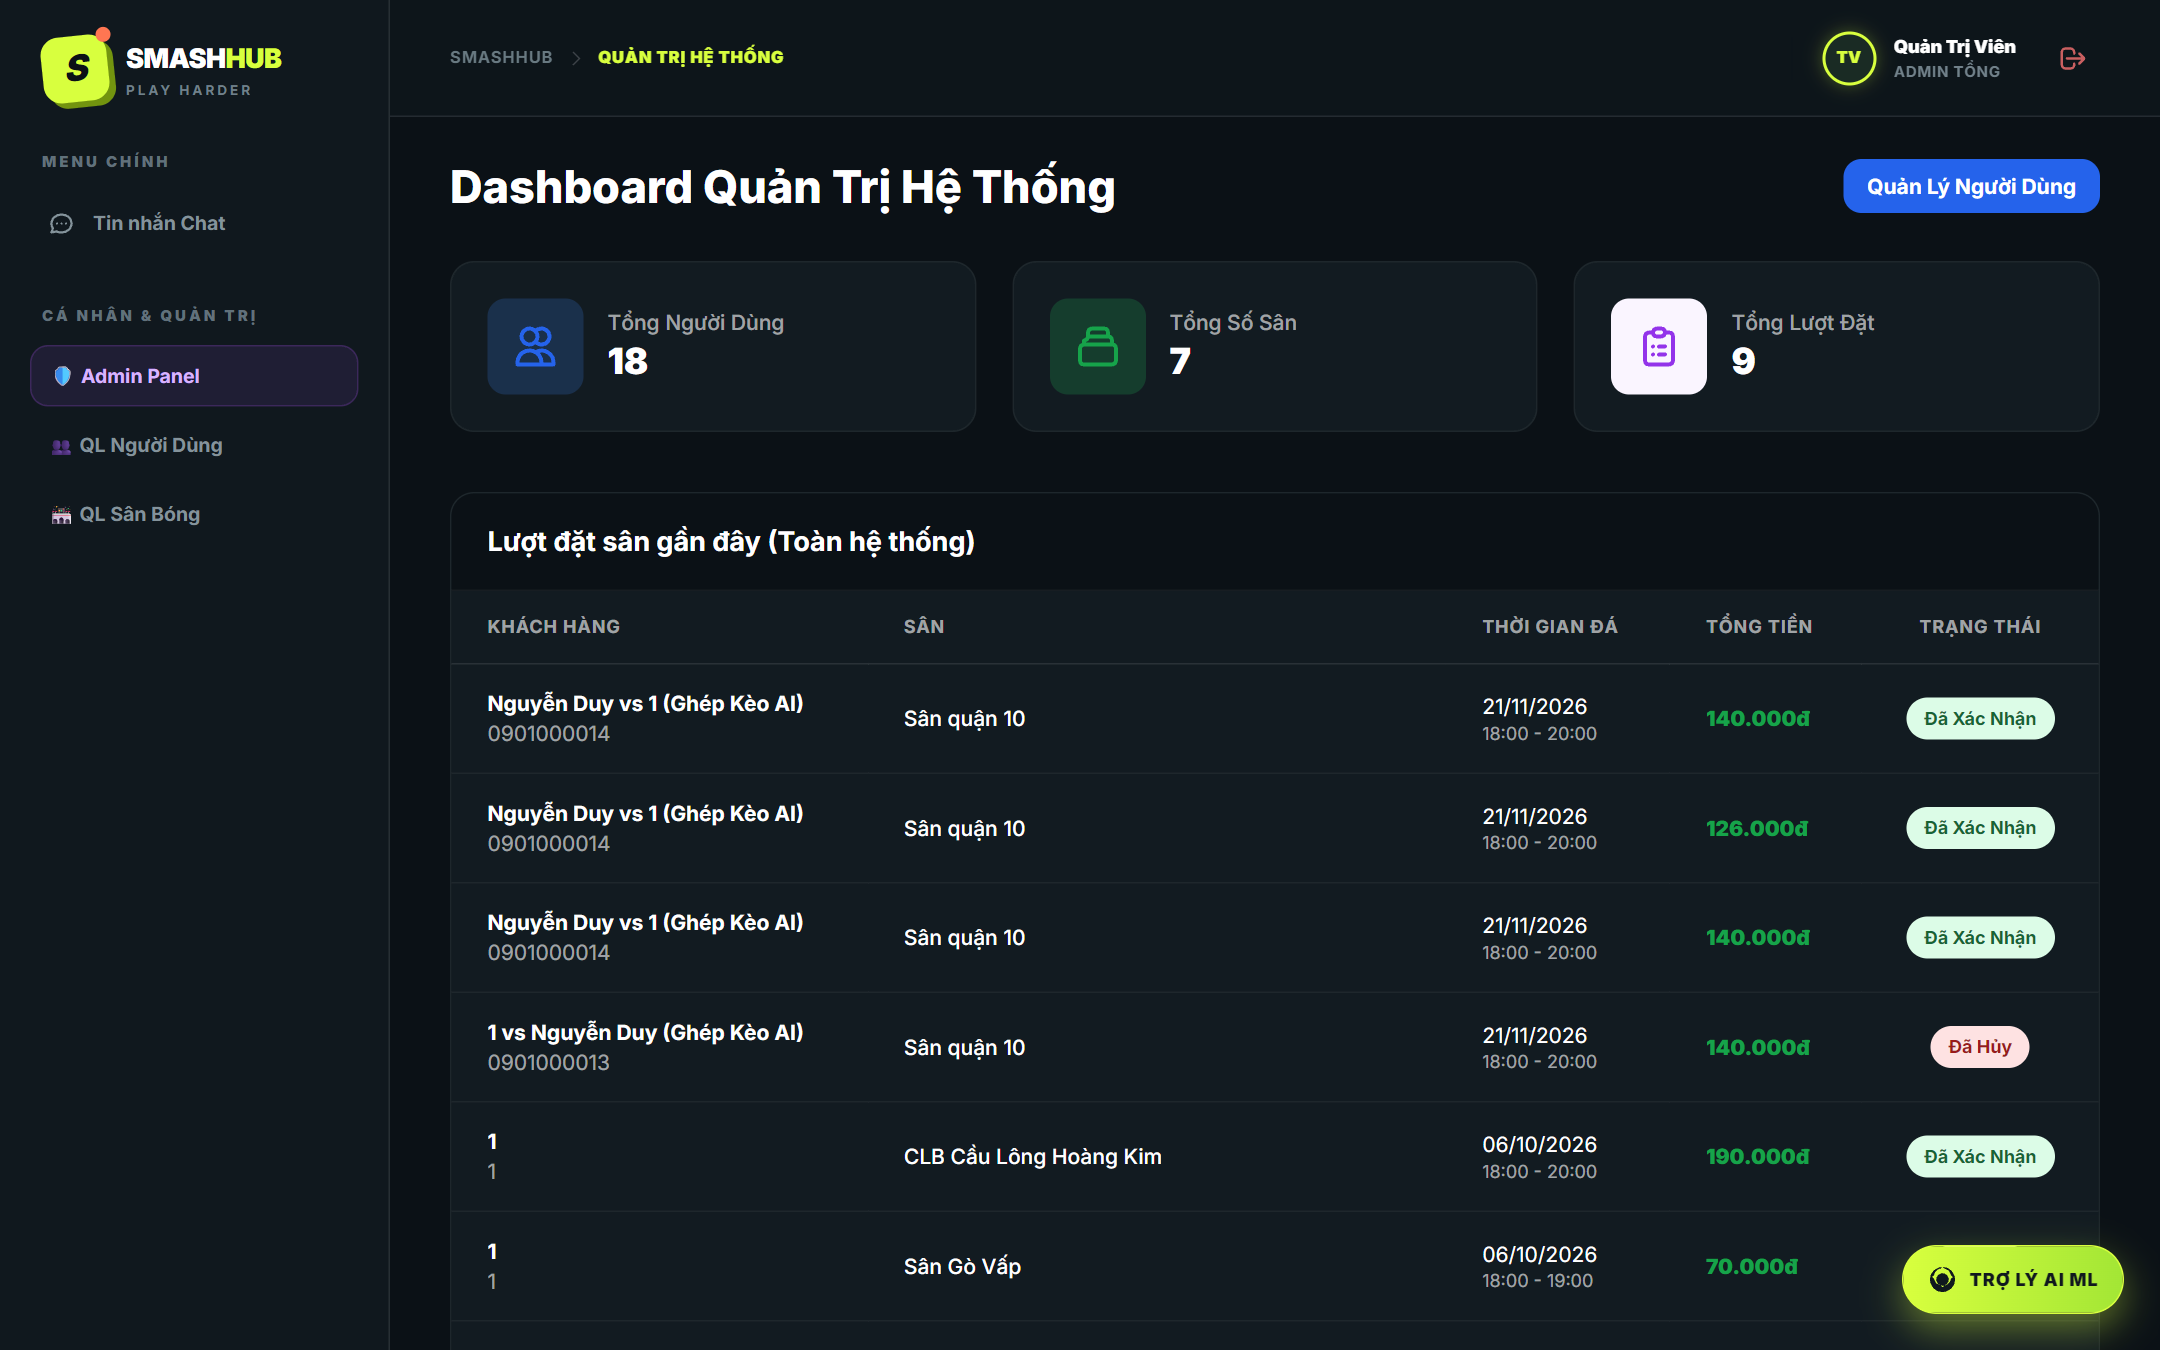 S
SMASHHUB
PLAY HARDER
MENU CHÍNH
Tin nhắn Chat
CÁ NHÂN & QUẢN TRỊ
Admin Panel
QL Người Dùng
QL Sân Bóng
SMASHHUB > QUẢN TRỊ HỆ THỐNG
TV
Quản Trị Viên
ADMIN TỔNG
Dashboard Quản Trị Hệ Thống
Quản Lý Người Dùng
Tổng Người Dùng
18
Tổng Số Sân
7
Tổng Lượt Đặt
9
Lượt đặt sân gần đây (Toàn hệ thống)
KHÁCH HÀNG SÂN THỜI GIAN ĐÁ TỔNG TIỀN TRẠNG THÁI
Nguyễn Duy vs 1 (Ghép Kèo AI)
0901000014
Sân quận 10
21/11/2026
18:00 - 20:00
140.000đ
Đã Xác Nhận
Nguyễn Duy vs 1 (Ghép Kèo AI)
0901000014
Sân quận 10
21/11/2026
18:00 - 20:00
126.000đ
Đã Xác Nhận
Nguyễn Duy vs 1 (Ghép Kèo AI)
0901000014
Sân quận 10
21/11/2026
18:00 - 20:00
140.000đ
Đã Xác Nhận
1 vs Nguyễn Duy (Ghép Kèo AI)
0901000013
Sân quận 10
21/11/2026
18:00 - 20:00
140.000đ
Đã Hủy
1
1
CLB Cầu Lông Hoàng Kim
06/10/2026
18:00 - 20:00
190.000đ
Đã Xác Nhận
1
1
Sân Gò Vấp
06/10/2026
18:00 - 19:00
70.000đ
TRỢ LÝ AI ML